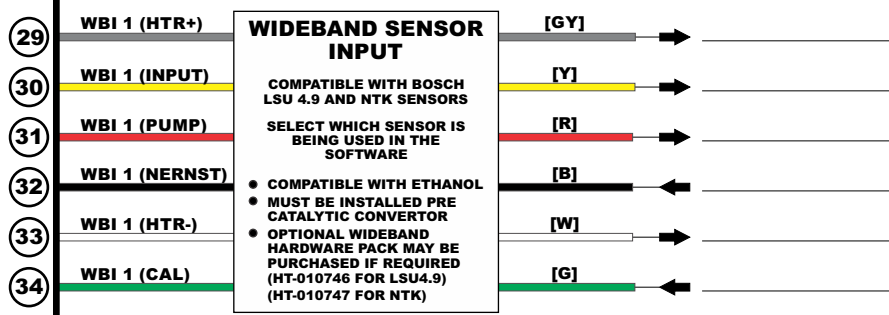 29 WBI 1 (HTR+) [GY]
30 WBI 1 (INPUT) [Y]
31 WBI 1 (PUMP) [R]
32 WBI 1 (NERNST) [B]
33 WBI 1 (HTR-) [W]
34 WBI 1 (CAL) [G]
WIDEBAND SENSOR
INPUT
COMPATIBLE WITH BOSCH
LSU 4.9 AND NTK SENSORS
SELECT WHICH SENSOR IS
BEING USED IN THE
SOFTWARE
● COMPATIBLE WITH ETHANOL
● MUST BE INSTALLED PRE
CATALYTIC CONVERTOR
● OPTIONAL WIDEBAND
HARDWARE PACK MAY BE
PURCHASED IF REQUIRED
(HT-010746 FOR LSU4.9)
(HT-010747 FOR NTK)